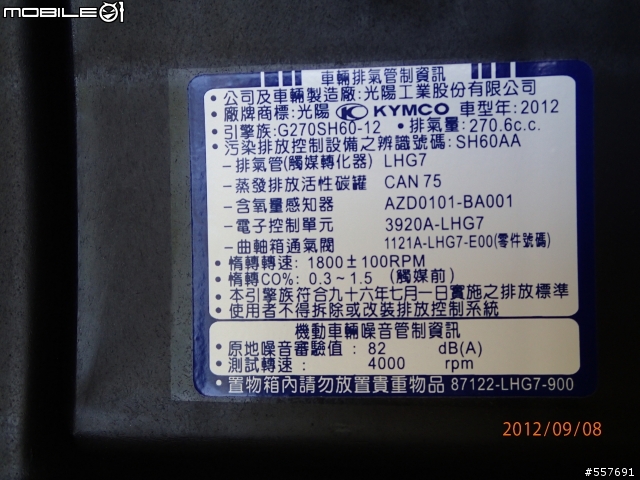 MOBILE01
車輛排氣管制資訊
•公司及車輛製造廠:光陽工業股份有限公司
•廠牌商標:光陽 KYMCO 車型年:2012
•引擎族:G270SH60-12 •排氣量:270.6c.c.
•污染排放控制設備之辨識號碼:SH60AA
–排氣管(觸媒轉化器) LHG7
–蒸發排放活性碳罐 CAN 75
–含氧量感知器 AZD0101-BA001
–電子控制單元 3920A-LHG7
–曲軸箱通氣閥 1121A-LHG7-E00(零件號碼)
•惰轉轉速: 1800±100RPM
•惰轉CO%: 0.3~1.5 (觸媒前)
•本引擎族符合九十六年七月一日實施之排放標準
•使用者不得拆除或改裝排放控制系統
機動車輛噪音管制資訊
•原地噪音審驗值: 82 dB(A)
•測試轉速: 4000 rpm
•置物箱內請勿放置貴重物品 87122-LHG7-900
2012/09/08
#557691